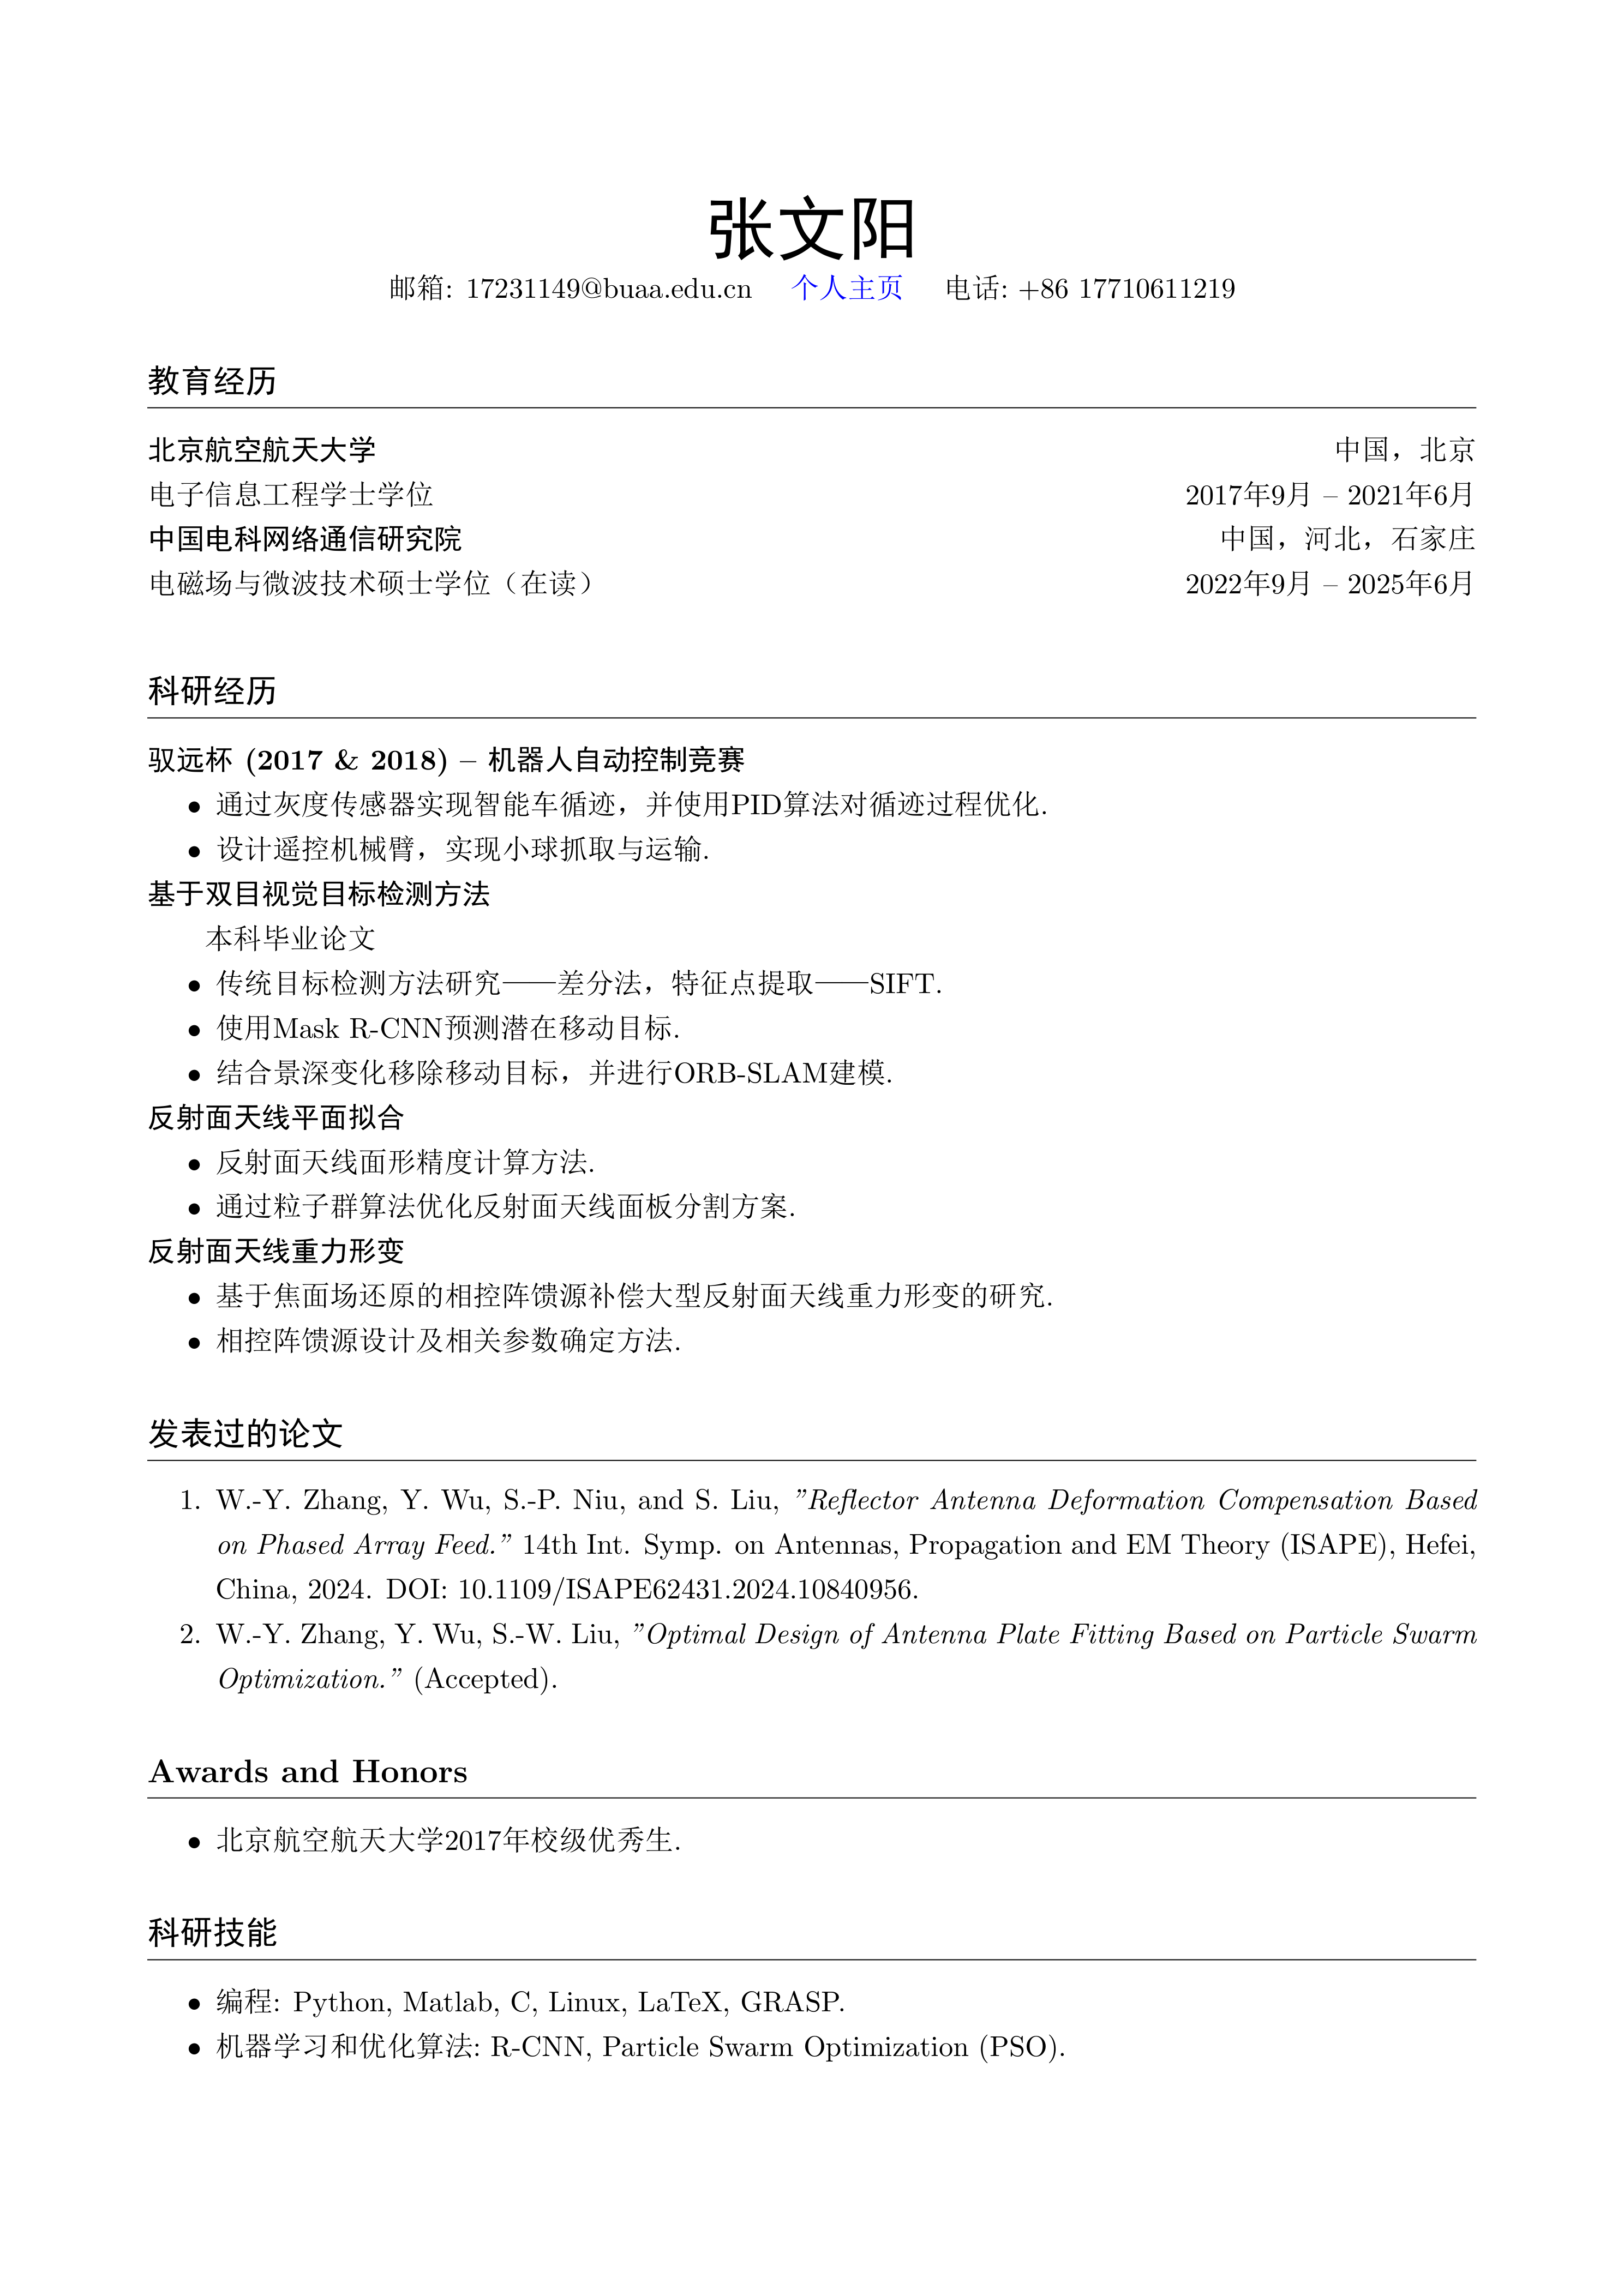 张文阳
邮箱: 17231149@buaa.edu.cn 个人主页 电话: +86 17710611219
教育经历
北京航空航天大学 中国，北京
电子信息工程学士学位 2017年9月 – 2021年6月
中国电科网络通信研究院 中国，河北，石家庄
电磁场与微波技术硕士学位（在读） 2022年9月 – 2025年6月
科研经历
驭远杯 (2017 & 2018) – 机器人自动控制竞赛
• 通过灰度传感器实现智能车循迹，并使用PID算法对循迹过程优化.
• 设计遥控机械臂，实现小球抓取与运输.
基于双目视觉目标检测方法
本科毕业论文
• 传统目标检测方法研究——差分法，特征点提取——SIFT.
• 使用Mask R-CNN预测潜在移动目标.
• 结合景深变化移除移动目标，并进行ORB-SLAM建模.
反射面天线平面拟合
• 反射面天线面形精度计算方法.
• 通过粒子群算法优化反射面天线面板分割方案.
反射面天线重力形变
• 基于焦面场还原的相控阵馈源补偿大型反射面天线重力形变的研究.
• 相控阵馈源设计及相关参数确定方法.
发表过的论文
1. W.-Y. Zhang, Y. Wu, S.-P. Niu, and S. Liu, ”Reflector Antenna Deformation Compensation Based
on Phased Array Feed.” 14th Int. Symp. on Antennas, Propagation and EM Theory (ISAPE), Hefei,
China, 2024. DOI: 10.1109/ISAPE62431.2024.10840956.
2. W.-Y. Zhang, Y. Wu, S.-W. Liu, ”Optimal Design of Antenna Plate Fitting Based on Particle Swarm
Optimization.” (Accepted).
Awards and Honors
• 北京航空航天大学2017年校级优秀生.
科研技能
• 编程: Python, Matlab, C, Linux, LaTeX, GRASP.
• 机器学习和优化算法: R-CNN, Particle Swarm Optimization (PSO).